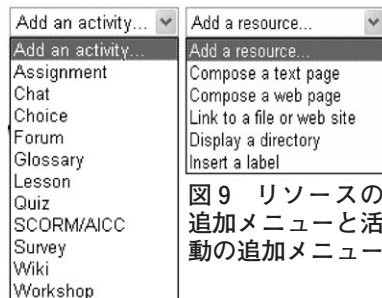 Add an activity...
Add an activity...
Assignment
Chat
Choice
Forum
Glossary
Lesson
Quiz
SCORM/AICC
Survey
Wiki
Workshop
Add a resource...
Add a resource...
Compose a text page
Compose a web page
Link to a file or web site
Display a directory
Insert a label
図9 リソースの
追加メニューと活
動の追加メニュー